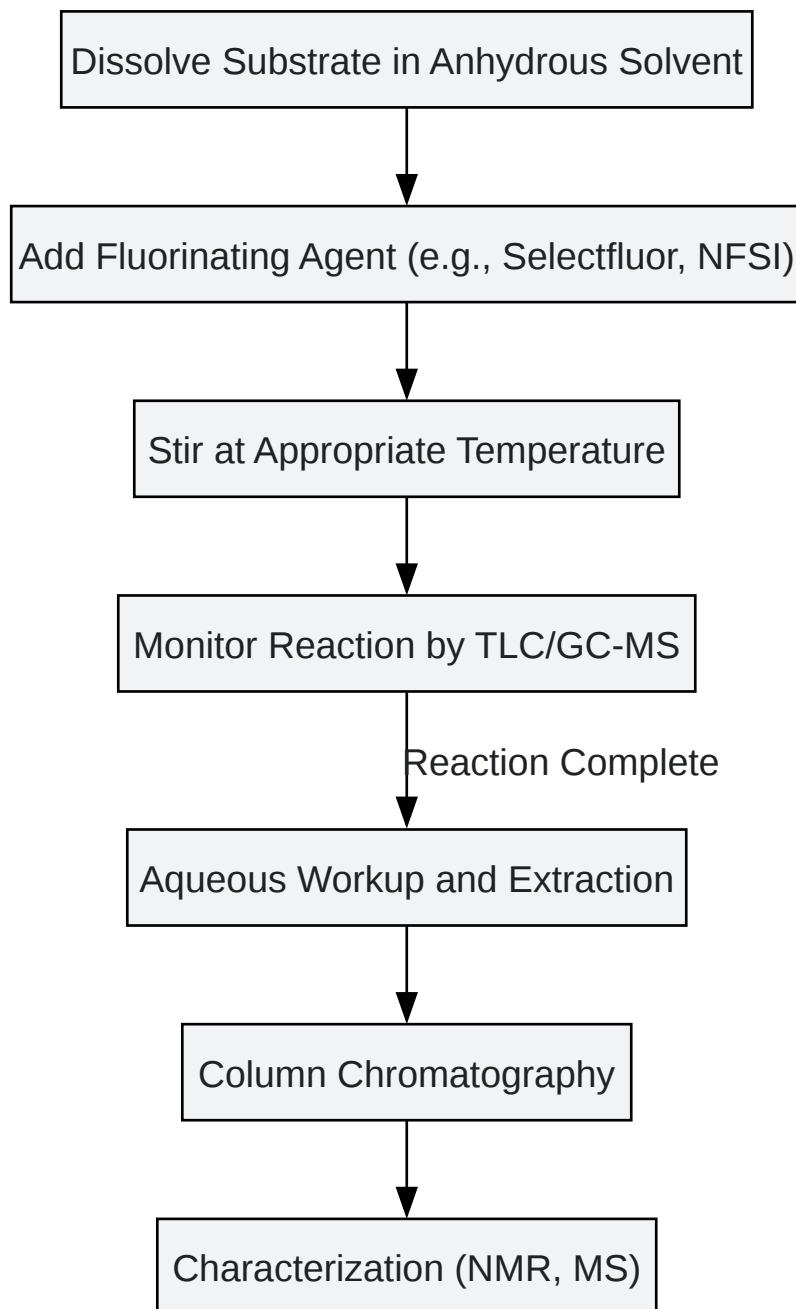 Dissolve Substrate in Anhydrous Solvent
Add Fluorinating Agent (e.g., Selectfluor, NFSI)
Stir at Appropriate Temperature
Monitor Reaction by TLC/GC-MS
Reaction Complete
Aqueous Workup and Extraction
Column Chromatography
Characterization (NMR, MS)